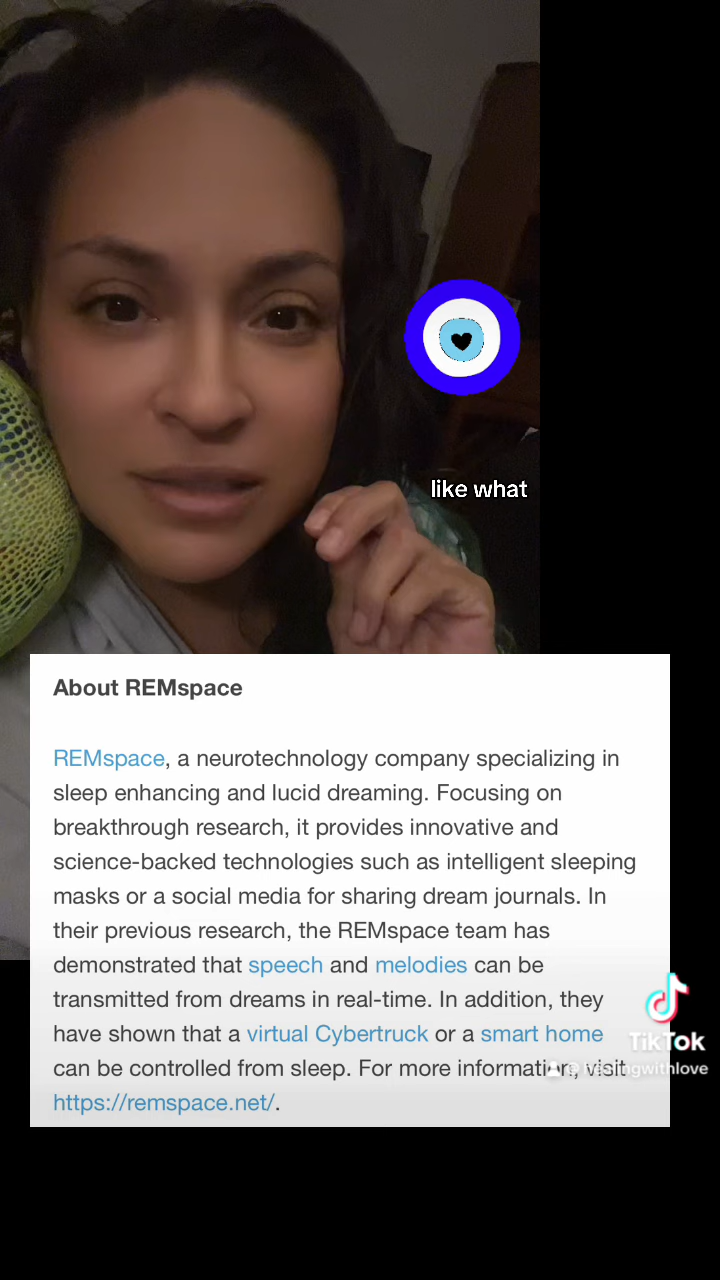 like what
About REMspace
REMspace, a neurotechnology company specializing in
sleep enhancing and lucid dreaming. Focusing on
breakthrough research, it provides innovative and
science-backed technologies such as intelligent sleeping
masks or a social media for sharing dream journals. In
their previous research, the REMspace team has
demonstrated that speech and melodies can be
transmitted from dreams in real-time. In addition, they
have shown that a virtual Cybertruck or a smart home
can be controlled from sleep. For more information, visit
https://remspace.net/.
TikTok